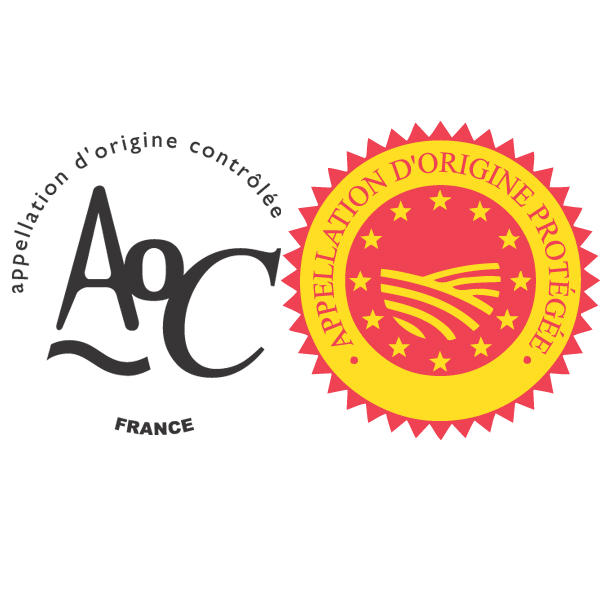 appellation d'origine contrôlée
AOC
FRANCE
• APPELLATION D'ORIGINE PROTÉGÉE •